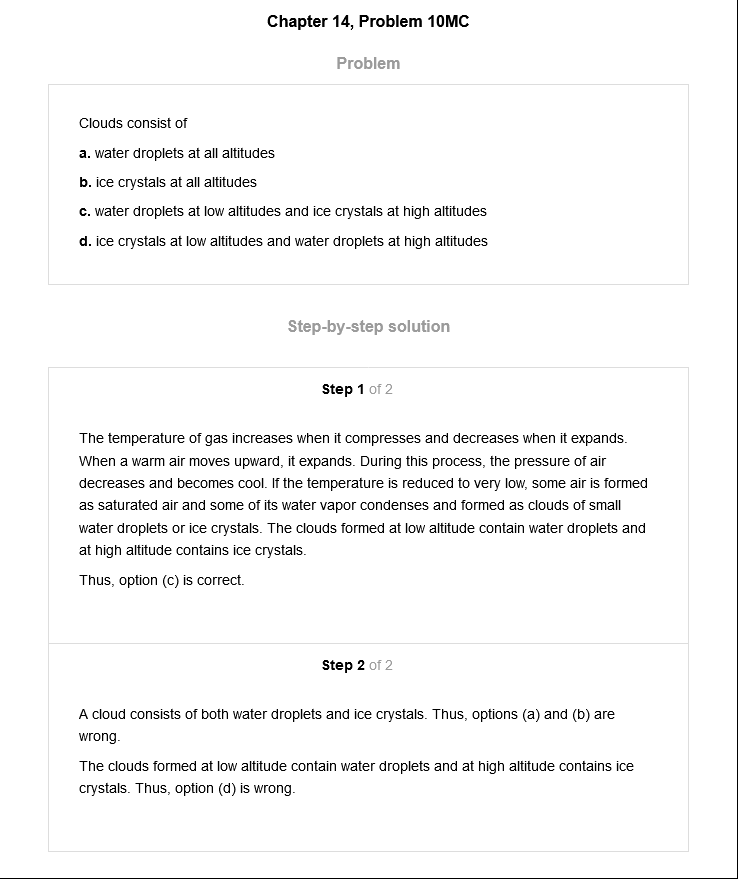 Chapter 14, Problem 10MC
Problem
Clouds consist of
a. water droplets at all altitudes
b. ice crystals at all altitudes
c. water droplets at low altitudes and ice crystals at high altitudes
d. ice crystals at low altitudes and water droplets at high altitudes
Step-by-step solution
Step 1 of 2
The temperature of gas increases when it compresses and decreases when it expands.
When a warm air moves upward, it expands. During this process, the pressure of air
decreases and becomes cool. If the temperature is reduced to very low, some air is formed
as saturated air and some of its water vapor condenses and formed as clouds of small
water droplets or ice crystals. The clouds formed at low altitude contain water droplets and
at high altitude contains ice crystals.
Thus, option (c) is correct.
Step 2 of 2
A cloud consists of both water droplets and ice crystals. Thus, options (a) and (b) are
wrong.
The clouds formed at low altitude contain water droplets and at high altitude contains ice
crystals. Thus, option (d) is wrong.